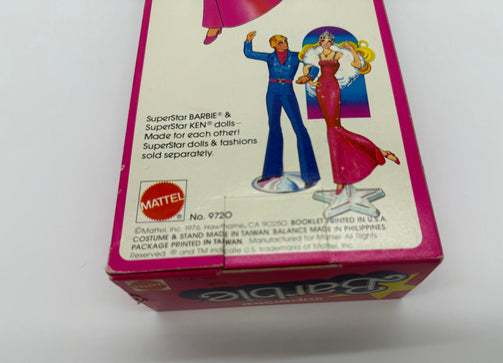 SuperStar BARBIE® &
SuperStar KEN® dolls–
Made for each other!
SuperStar dolls & fashions
sold separately.
MATTEL
No. 9720
©Mattel, Inc. 1976 Hawthorne, CA 90250. BOOKLET PRINTED IN U.S.A.
COSTUME & STAND MADE IN TAIWAN. BALANCE MADE IN PHILIPPINES.
PACKAGE PRINTED IN TAIWAN. Manufactured for Mattel. All Rights
Reserved. ® and TM indicate U.S. trademarks of Mattel, Inc.
MATTEL
Barbie
superstar